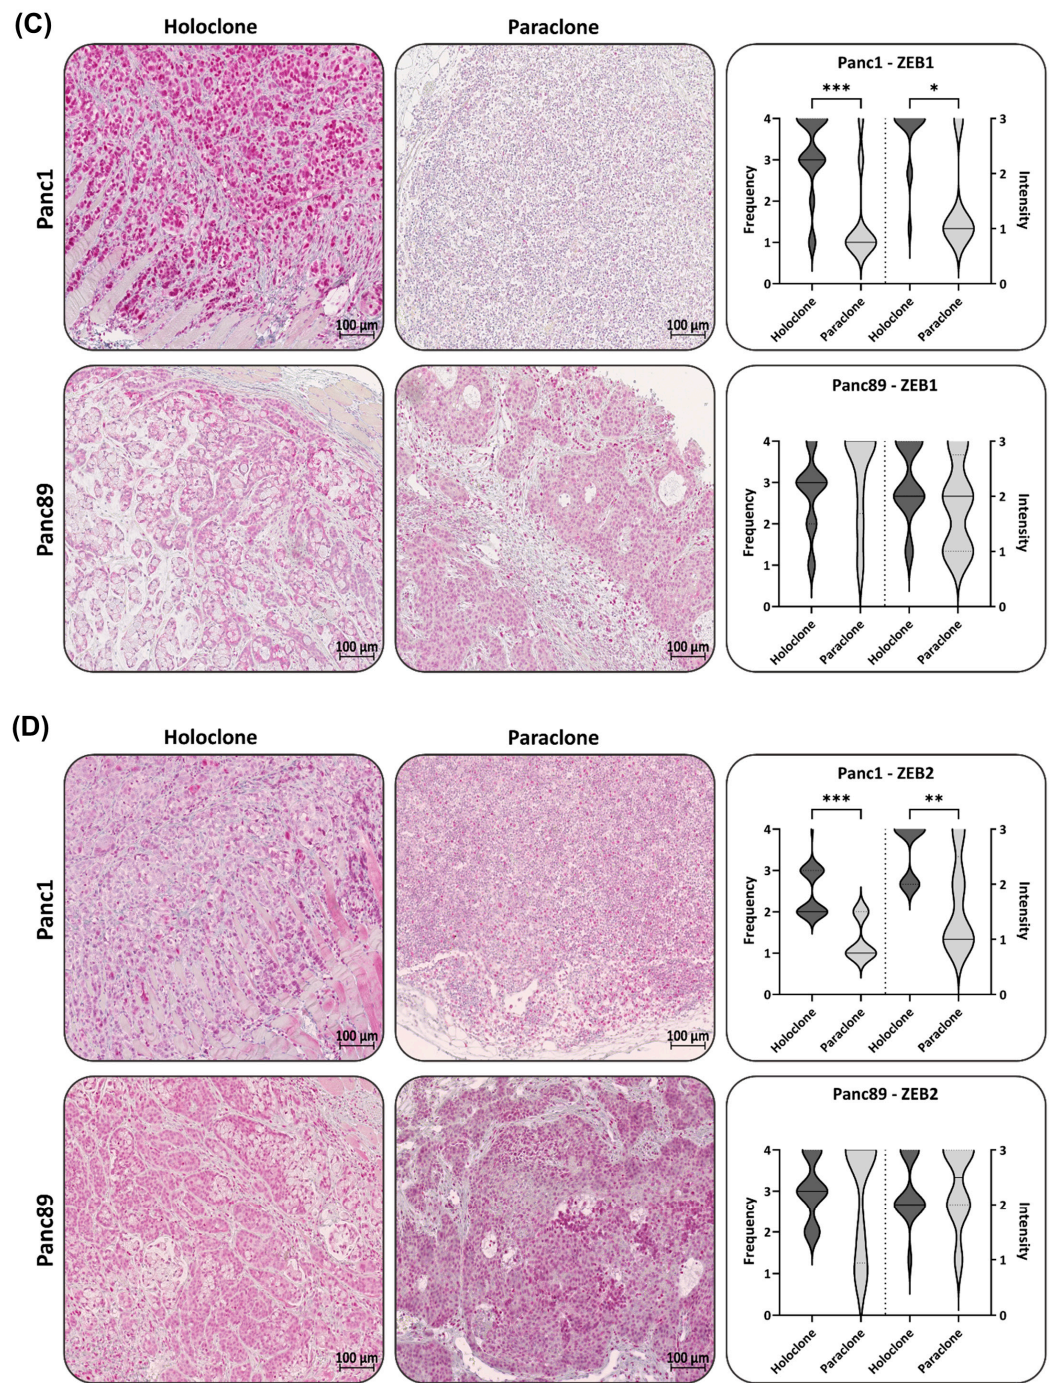 (C)
Holoclone
Paraclone
Panc1
100 µm
100 µm
Panc1 - ZEB1
***
*
Frequency
4
3
2
1
0
3
2
1
0
Intensity
Holoclone
Paraclone
Holoclone
Paraclone
Panc89
100 µm
100 µm
Panc89 - ZEB1
Frequency
4
3
2
1
0
3
2
1
0
Intensity
Holoclone
Paraclone
Holoclone
Paraclone
(D)
Holoclone
Paraclone
Panc1
100 µm
100 µm
Panc1 - ZEB2
***
**
Frequency
4
3
2
1
0
3
2
1
0
Intensity
Holoclone
Paraclone
Holoclone
Paraclone
Panc89
100 µm
100 µm
Panc89 - ZEB2
Frequency
4
3
2
1
0
3
2
1
0
Intensity
Holoclone
Paraclone
Holoclone
Paraclone